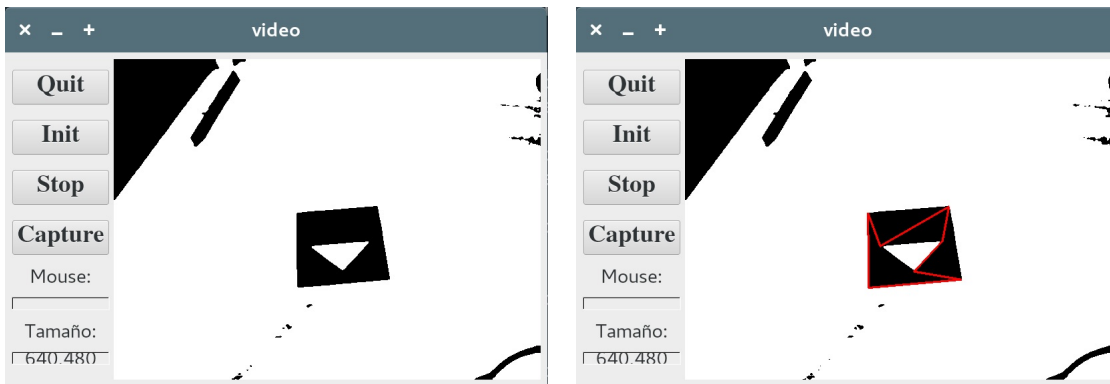 × – + video
Quit
Init
Stop
Capture
Mouse:
Tamaño:
640.480
× – + video
Quit
Init
Stop
Capture
Mouse:
Tamaño:
640.480